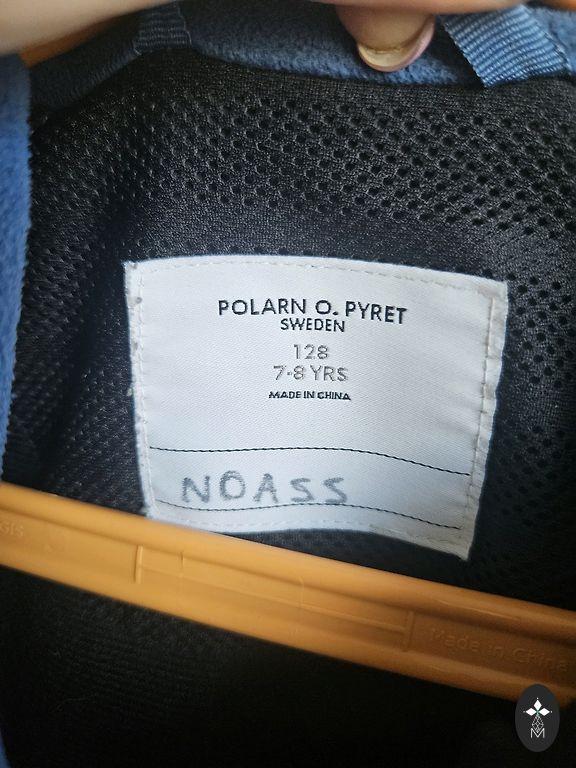 POLARN O. PYRET
SWEDEN
128
7-8 YRS
MADE IN CHINA
NOASS
Made in China